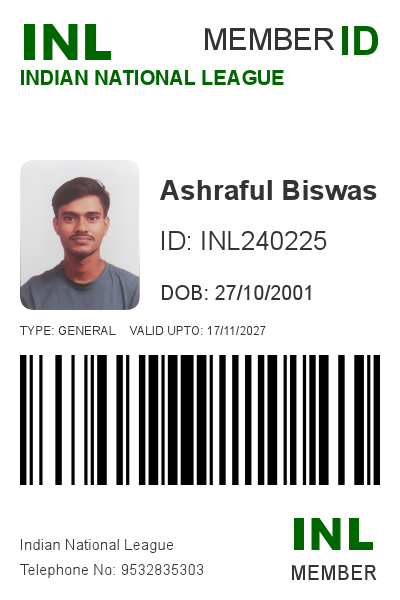 INL MEMBER ID
INDIAN NATIONAL LEAGUE
Ashraful Biswas
ID: INL240225
DOB: 27/10/2001
TYPE: GENERAL VALID UPTO: 17/11/2027
Indian National League
Telephone No: 9532835303
INL
MEMBER